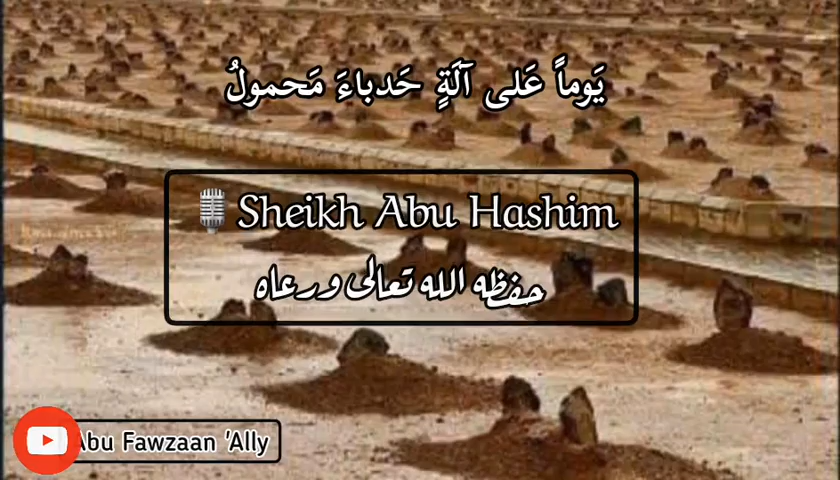 يَوماً عَلى آلَةٍ حَدباءَ مَحمولُ
🎙Sheikh Abu Hashim
حفظه الله تعالى ورعاه
Abu Fawzaan 'Ally